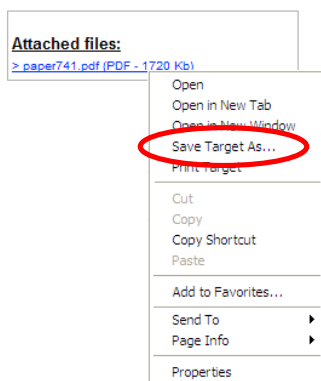 Attached files:
> paper741.pdf (PDF - 1720 Kb)
Open
Open in New Tab
Open in New Window
Save Target As...
Print Target
Cut
Copy
Copy Shortcut
Paste
Add to Favorites...
Send To
Page Info
Properties